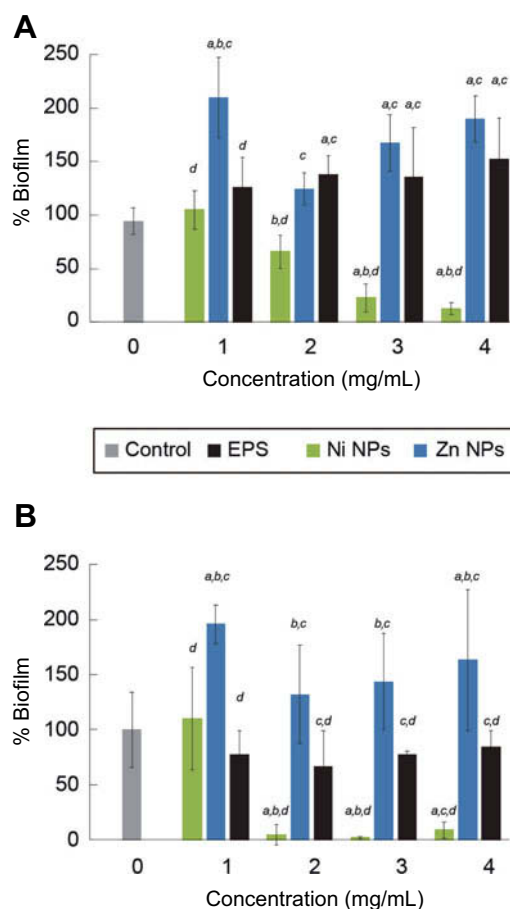 A
250
200
150
100
50
0
% Biofilm
a,b,c
d
d
c
a,c
b,d
a,c
a,c
a,b,d
a,c
a,c
a,b,d
0 1 2 3 4
Concentration (mg/mL)
Control EPS Ni NPs Zn NPs
B
250
200
150
100
50
0
% Biofilm
a,b,c
d
d
b,c
c,d
a,b,d
b,c
c,d
a,b,d
a,b,c
c,d
a,c,d
0 1 2 3 4
Concentration (mg/mL)